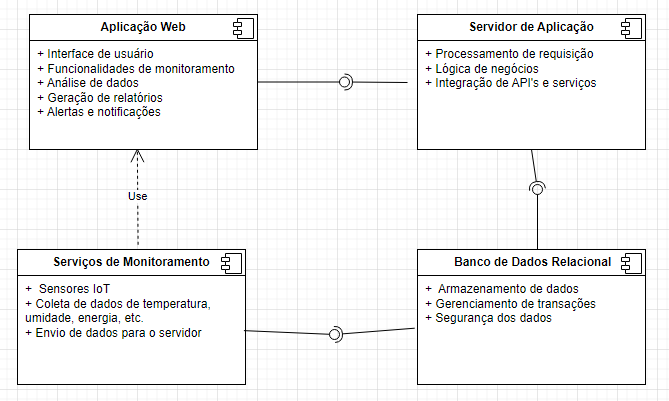 Aplicação Web
+ Interface de usuário
+ Funcionalidades de monitoramento
+ Análise de dados
+ Geração de relatórios
+ Alertas e notificações
Servidor de Aplicação
+ Processamento de requisição
+ Lógica de negócios
+ Integração de API's e serviços
Use
Serviços de Monitoramento
+ Sensores IoT
+ Coleta de dados de temperatura,
umidade, energia, etc.
+ Envio de dados para o servidor
Banco de Dados Relacional
+ Armazenamento de dados
+ Gerenciamento de transações
+ Segurança dos dados